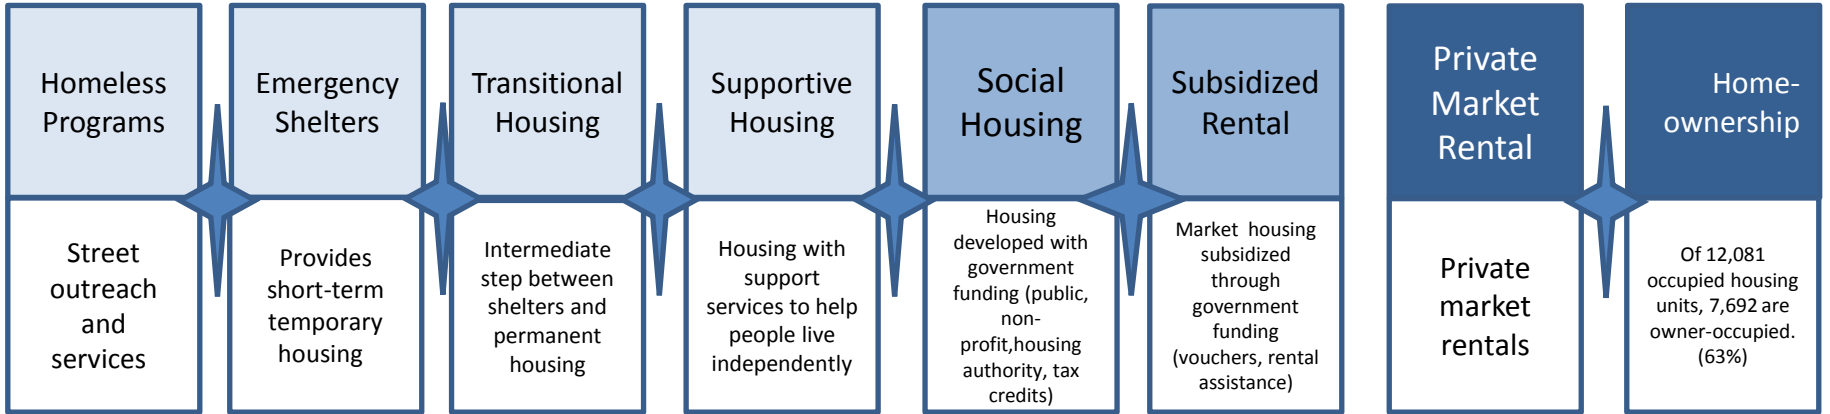 Homeless
Programs
Street
outreach
and
services
Emergency
Shelters
Provides
short-term
temporary
housing
Transitional
Housing
Intermediate
step between
shelters and
permanent
housing
Supportive
Housing
Housing with
support
services to help
people live
independently
Social
Housing
Housing
developed with
government
funding (public,
non-
profit,housing
authority, tax
credits)
Subsidized
Rental
Market housing
subsidized
through
government
funding
(vouchers, rental
assistance)
Private
Market
Rental
Private
market
rentals
Home-
ownership
Of 12,081
occupied housing
units, 7,692 are
owner-occupied.
(63%)